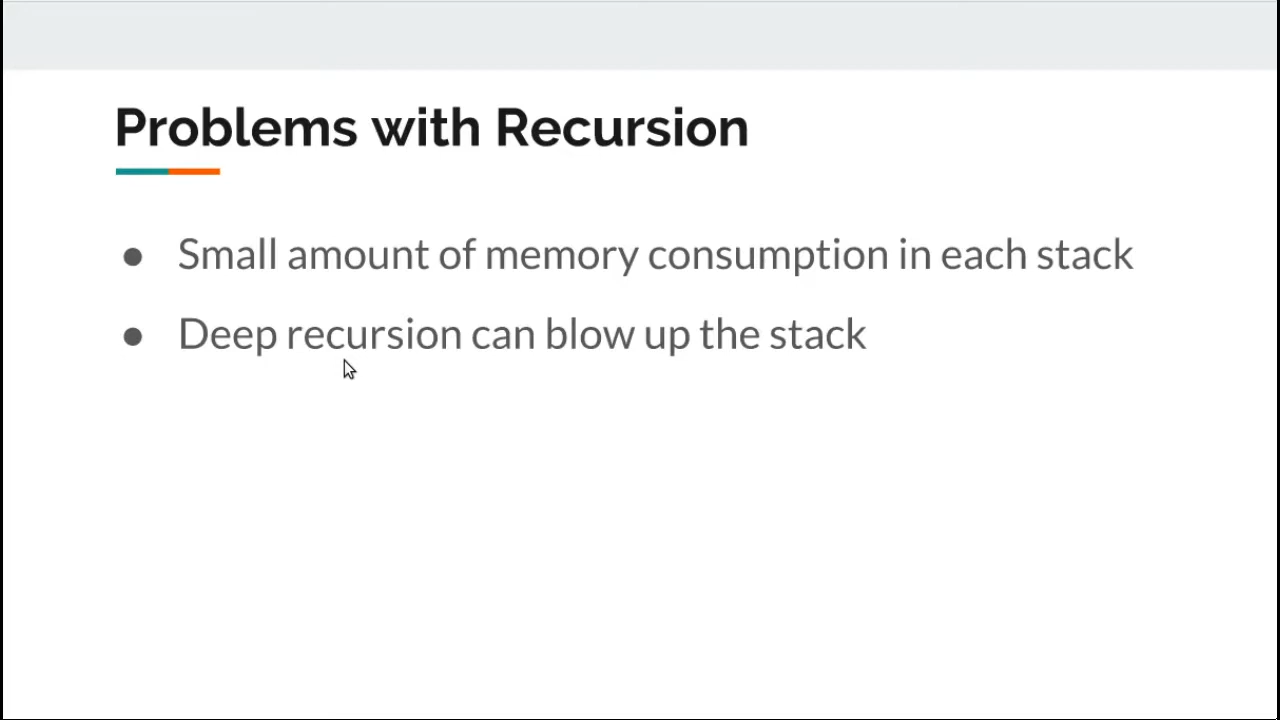 Problems with Recursion
● Small amount of memory consumption in each stack
● Deep recursion can blow up the stack